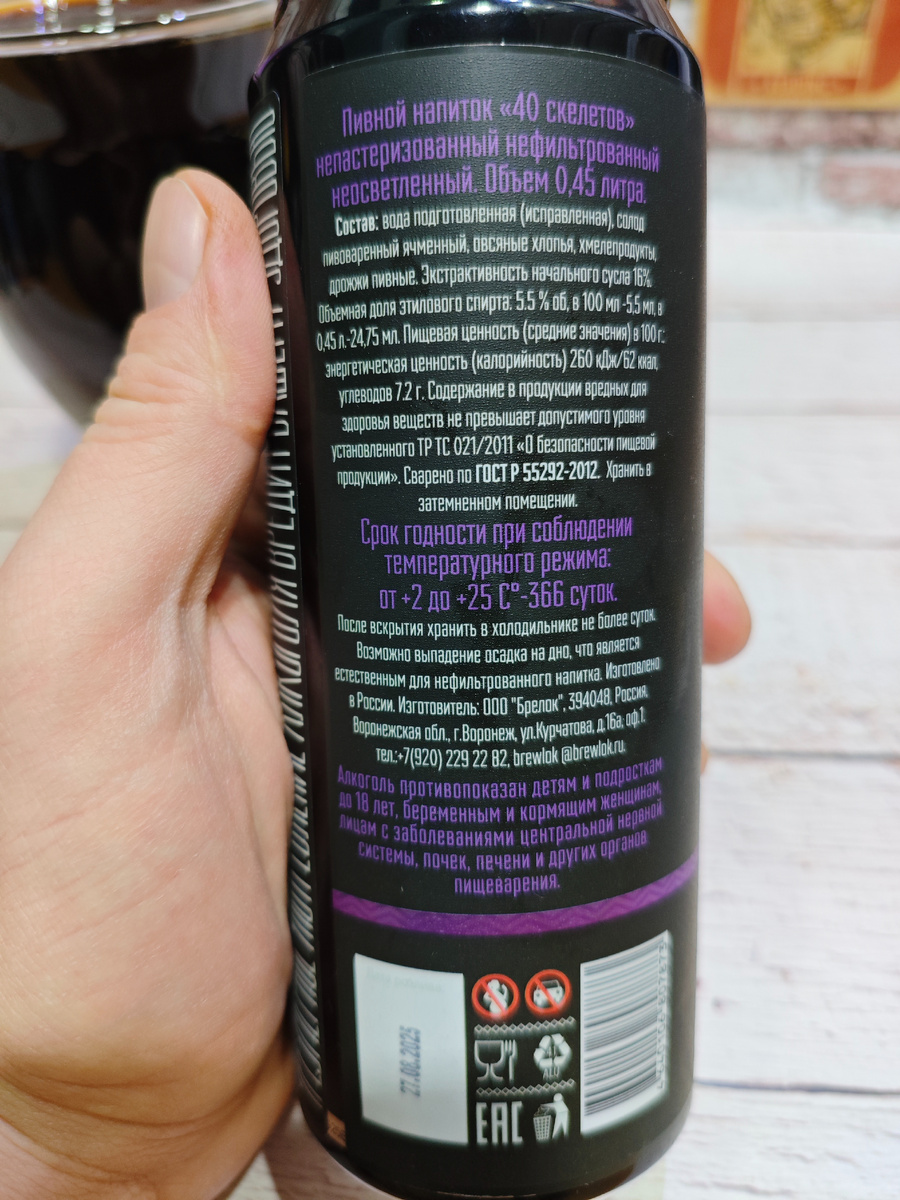 Пивной напиток «40 скелетов»
непастеризованный нефильтрованный
неосветленный. Объем 0,45 литра.
Состав: вода подготовленная (исправленная), солод
пивоваренный ячменный, овсяные хлопья, хмелепродукты,
дрожжи пивные. Экстрактивность начального сусла 16%.
Объемная доля этилового спирта: 5,5 % об, в 100 мл -5,5 мл, в
0,45 л.-24,75 мл. Пищевая ценность (средние значения) в 100 г.:
энергетическая ценность (калорийность) 260 кДж/62 ккал,
углеводов 7.2 г. Содержание в продукции вредных для
здоровья веществ не превышает допустимого уровня
установленного ТР ТС 021/2011 «О безопасности пищевой
продукции». Сварено по ГОСТ Р 55292-2012. Хранить в
затемненном помещении.
Срок годности при соблюдении
температурного режима:
от +2 до +25 С°-366 суток.
После вскрытия хранить в холодильнике не более суток.
Возможно выпадение осадка на дно, что является
естественным для нефильтрованного напитка. Изготовлено
в России. Изготовитель: ООО "Брелок", 394048, Россия,
Воронежская обл., г.Воронеж, ул.Курчатова, д.16а, оф.1.
тел.:+7(920) 229 22 82, brewlok @brewlok.ru.
Алкоголь противопоказан детям и подросткам
до 18 лет, беременным и кормящим женщинам,
лицам с заболеваниями центральной нервной
системы, почек, печени и других органов
пищеварения.
27.06.2025
ALU
EAC